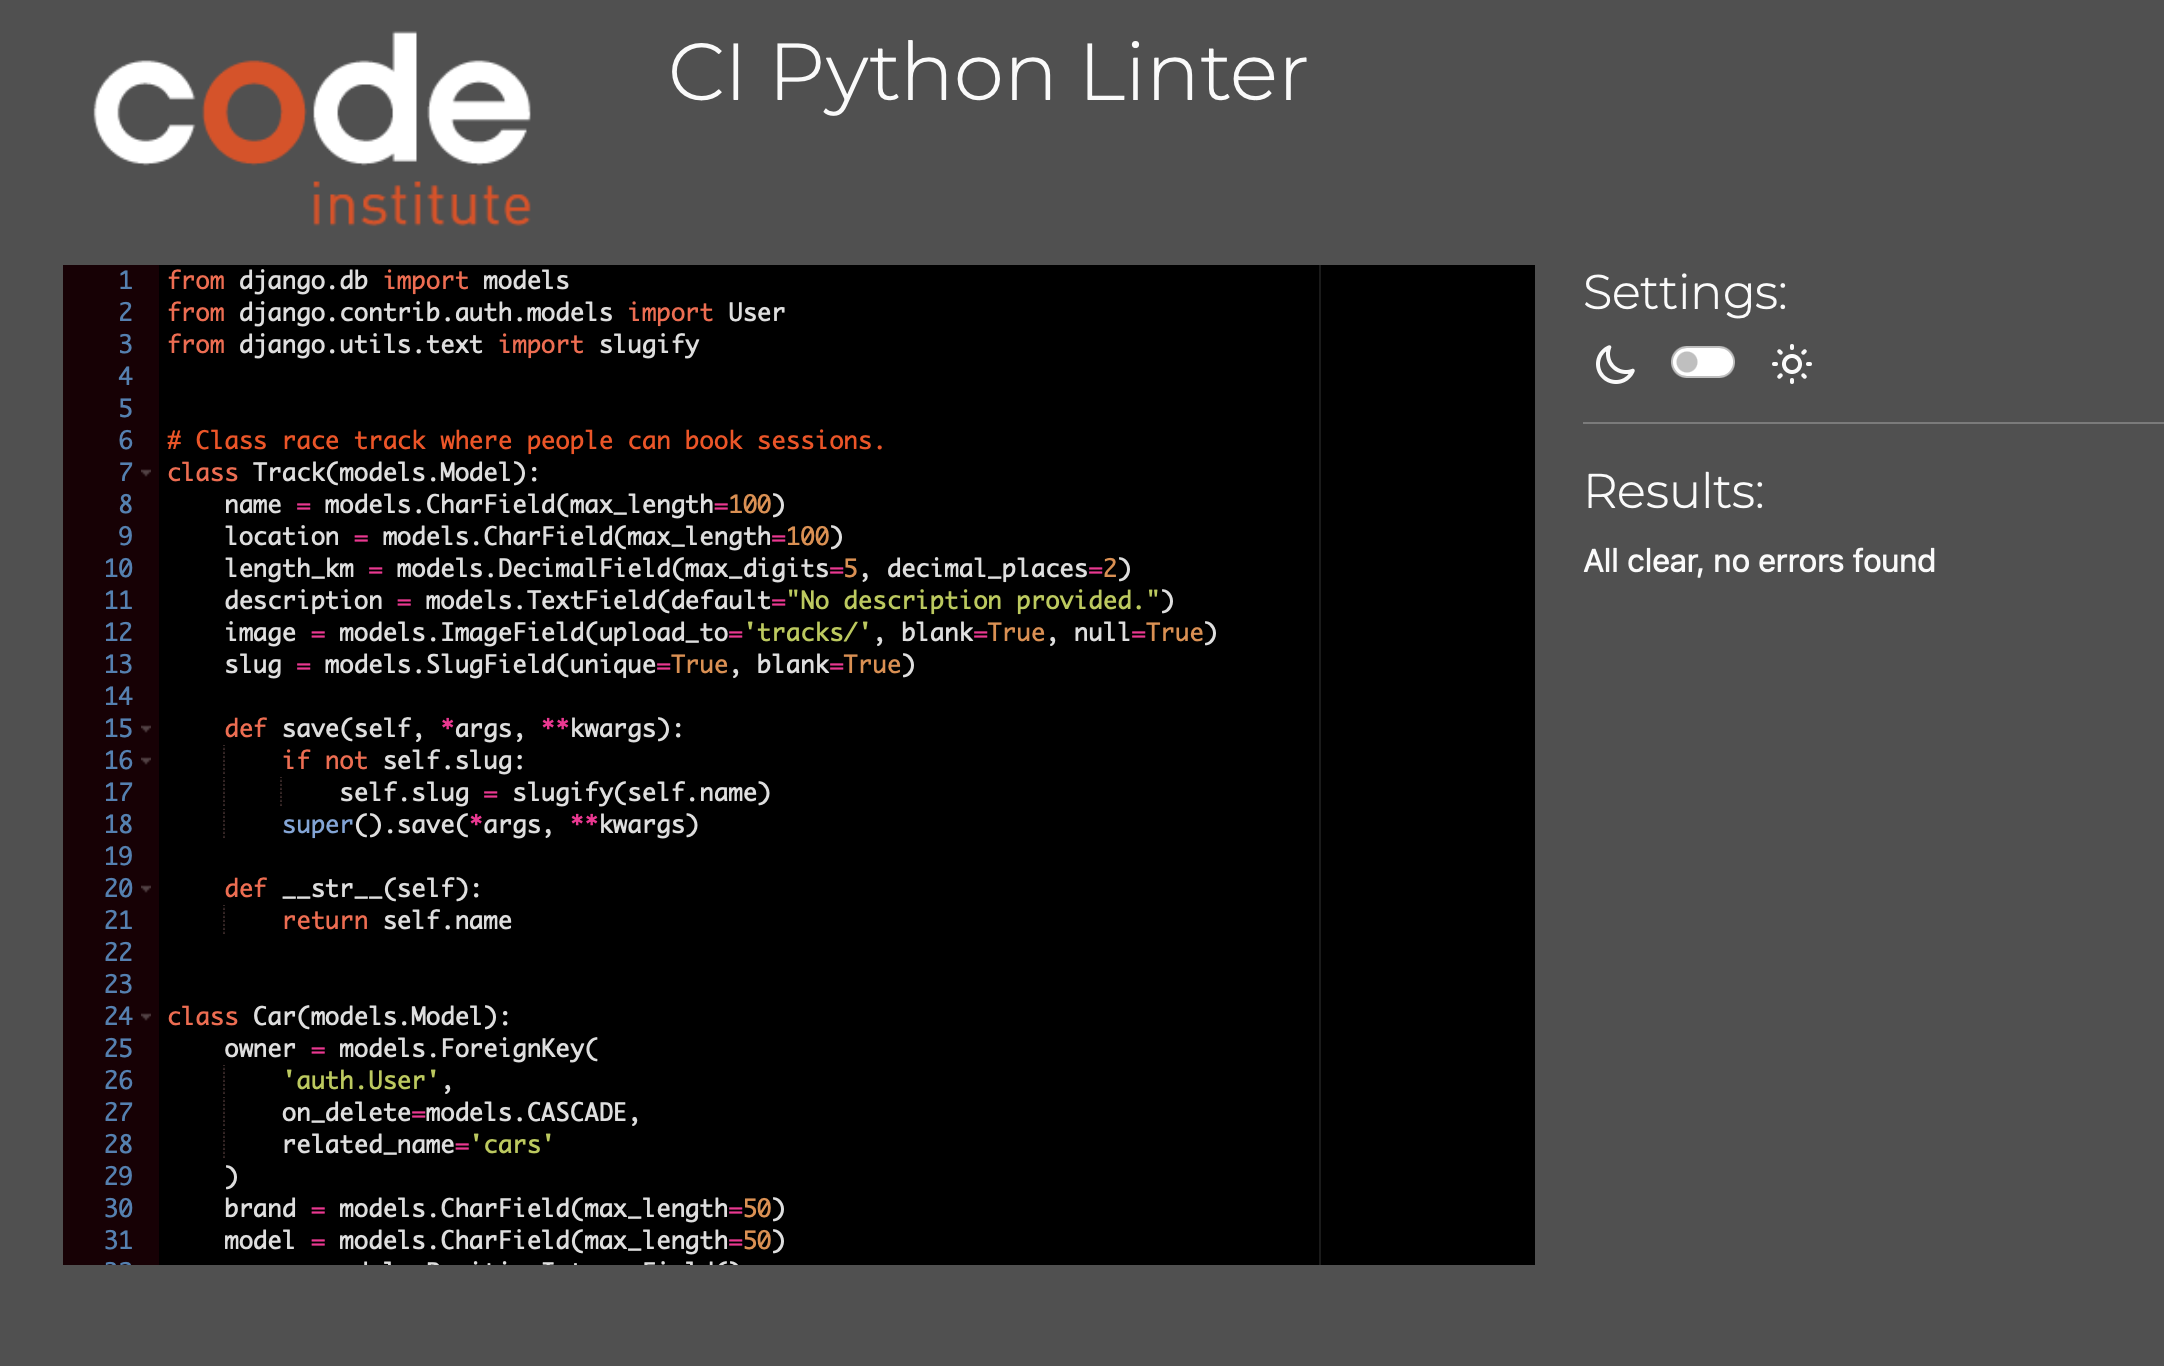 code
institute
CI Python Linter
1 from django.db import models
2 from django.contrib.auth.models import User
3 from django.utils.text import slugify
4
5
6 # Class race track where people can book sessions.
7 class Track(models.Model):
8     name = models.CharField(max_length=100)
9     location = models.CharField(max_length=100)
10     length_km = models.DecimalField(max_digits=5, decimal_places=2)
11     description = models.TextField(default="No description provided.")
12     image = models.ImageField(upload_to='tracks/', blank=True, null=True)
13     slug = models.SlugField(unique=True, blank=True)
14
15     def save(self, *args, **kwargs):
16         if not self.slug:
17             self.slug = slugify(self.name)
18         super().save(*args, **kwargs)
19
20     def __str__(self):
21         return self.name
22
23
24 class Car(models.Model):
25     owner = models.ForeignKey(
26         'auth.User',
27         on_delete=models.CASCADE,
28         related_name='cars'
29     )
30     brand = models.CharField(max_length=50)
31     model = models.CharField(max_length=50)
Settings:
Results:
All clear, no errors found